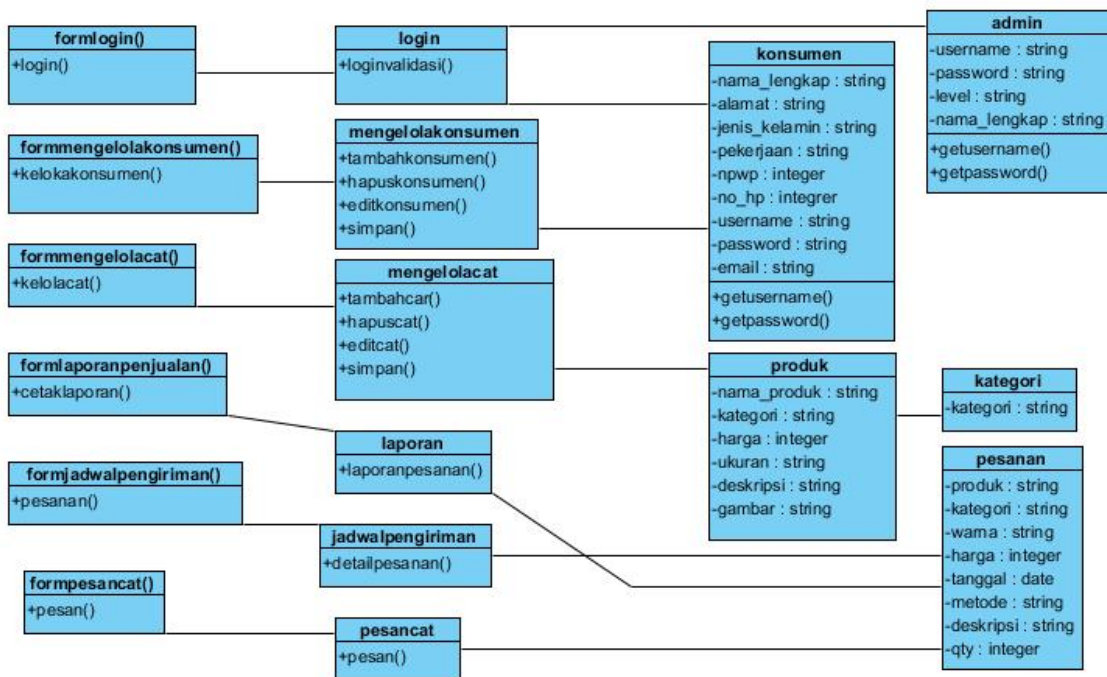 formlogin()
+login()
login
+loginvalidasi()
admin
-username : string
-password : string
-level : string
-nama_lengkap : string
+getusername()
+getpassword()
konsumen
-nama_lengkap : string
-alamat : string
-jenis_kelamin : string
-pekerjaan : string
-npwp : integer
-no_hp : integrer
-username : string
-password : string
-email : string
+getusername()
+getpassword()
formmengelolakonsumen()
+kelokakonsumen()
mengelolakonsumen
+tambahkonsumen()
+hapuskonsumen()
+editkonsumen()
+simpan()
formmengelolacat()
+kelolacat()
mengelolacat
+tambahcar()
+hapuscat()
+editcat()
+simpan()
produk
-nama_produk : string
-kategori : string
-harga : integer
-ukuran : string
-deskripsi : string
-gambar : string
kategori
-kategori : string
formlaporanpenjualan()
+cetaklaporan()
laporan
+laporanpesanan()
pesanan
-produk : string
-kategori : string
-warna : string
-harga : integer
-tanggal : date
-metode : string
-deskripsi : string
-qty : integer
formjadwalpengiriman()
+pesanan()
jadwalpengiriman
+detailpesanan()
formpesancat()
+pesan()
pesancat
+pesan()